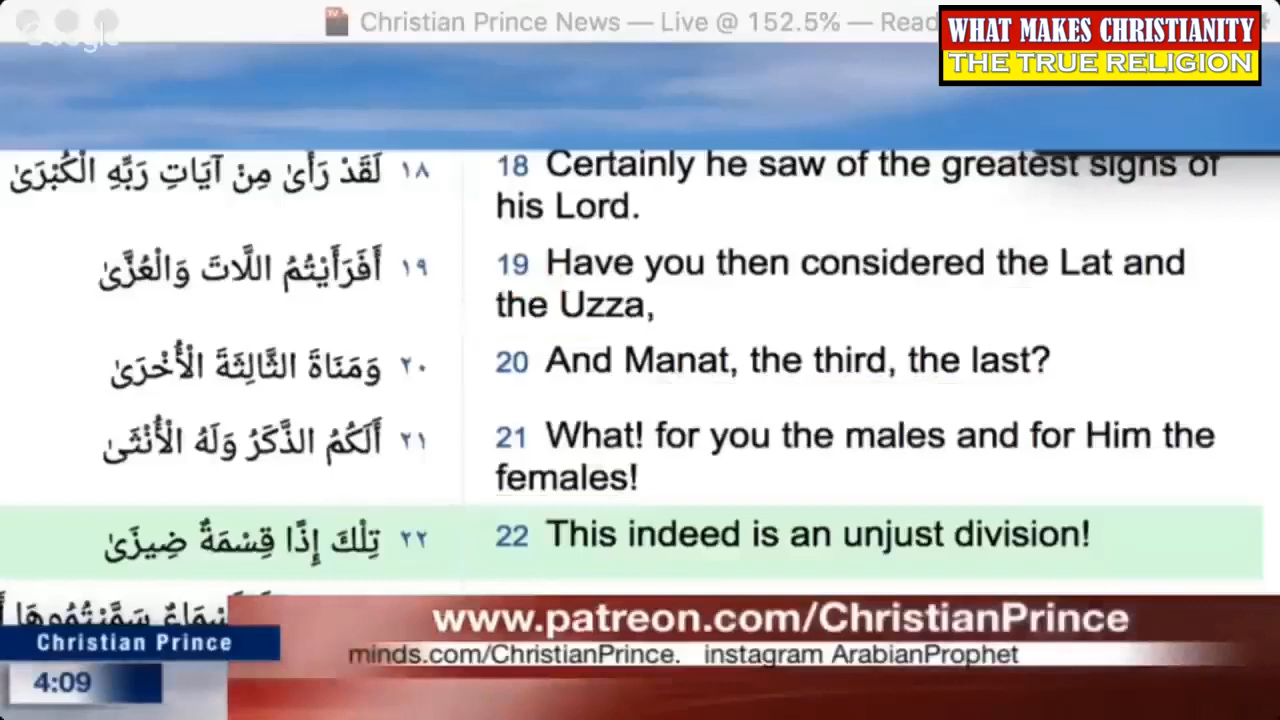 Google
Christian Prince News — Live @ 152.5% — Read
WHAT MAKES CHRISTIANITY
THE TRUE RELIGION
١٨ لَقَدْ رَأَىٰ مِنْ آيَاتِ رَبِّهِ الْكُبْرَىٰ
18 Certainly he saw of the greatest signs of
his Lord.
١٩ أَفَرَأَيْتُمُ اللَّاتَ وَالْعُزَّىٰ
19 Have you then considered the Lat and
the Uzza,
٢٠ وَمَنَاةَ الثَّالِثَةَ الْأُخْرَىٰ
20 And Manat, the third, the last?
٢١ أَلَكُمُ الذَّكَرُ وَلَهُ الْأُنْثَىٰ
21 What! for you the males and for Him the
females!
٢٢ تِلْكَ إِذًا قِسْمَةٌ ضِيزَىٰ
22 This indeed is an unjust division!
سَمَّيْتُمُوهَا
www.patreon.com/ChristianPrince
Christian Prince
minds.com/ChristianPrince. instagram ArabianProphet
4:09